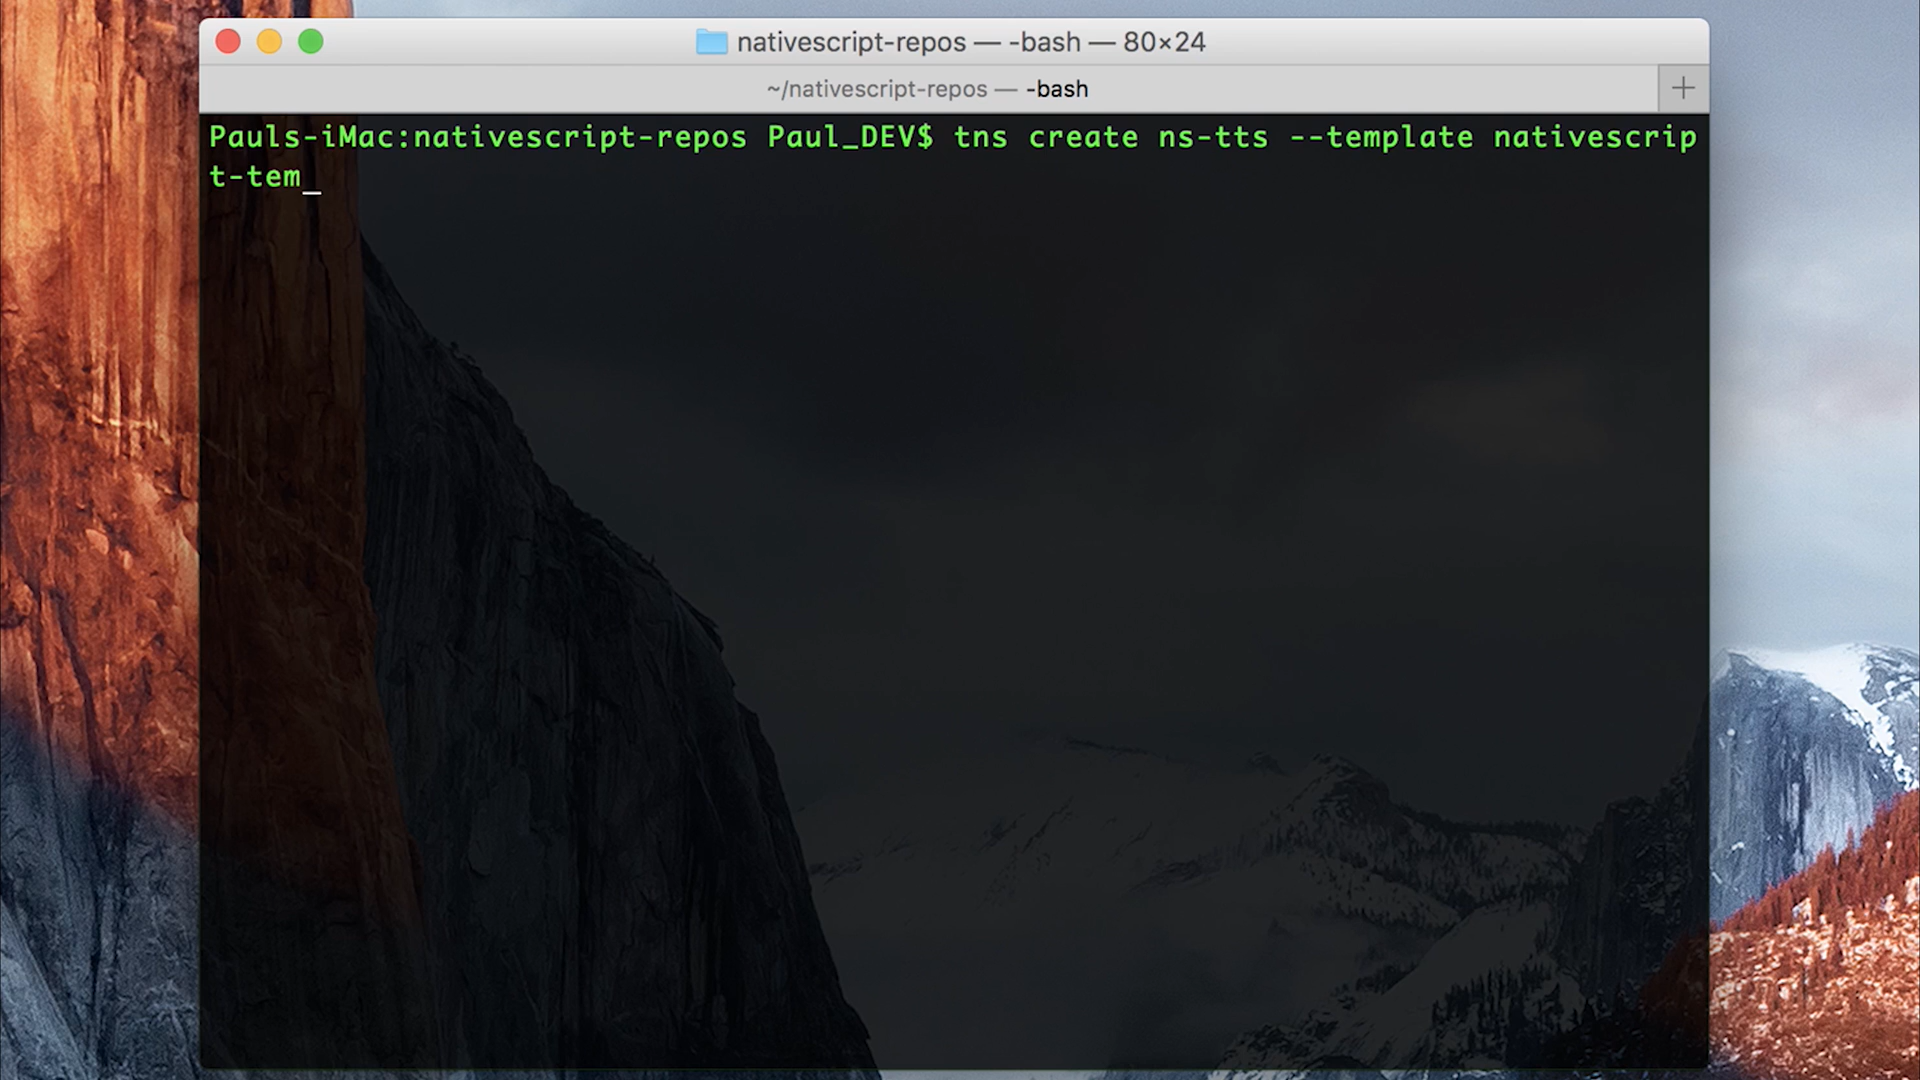 nativescript-repos — -bash — 80×24
~/nativescript-repos — -bash
Pauls-iMac:nativescript-repos Paul_DEV$ tns create ns-tts --template nativescrip
t-tem_